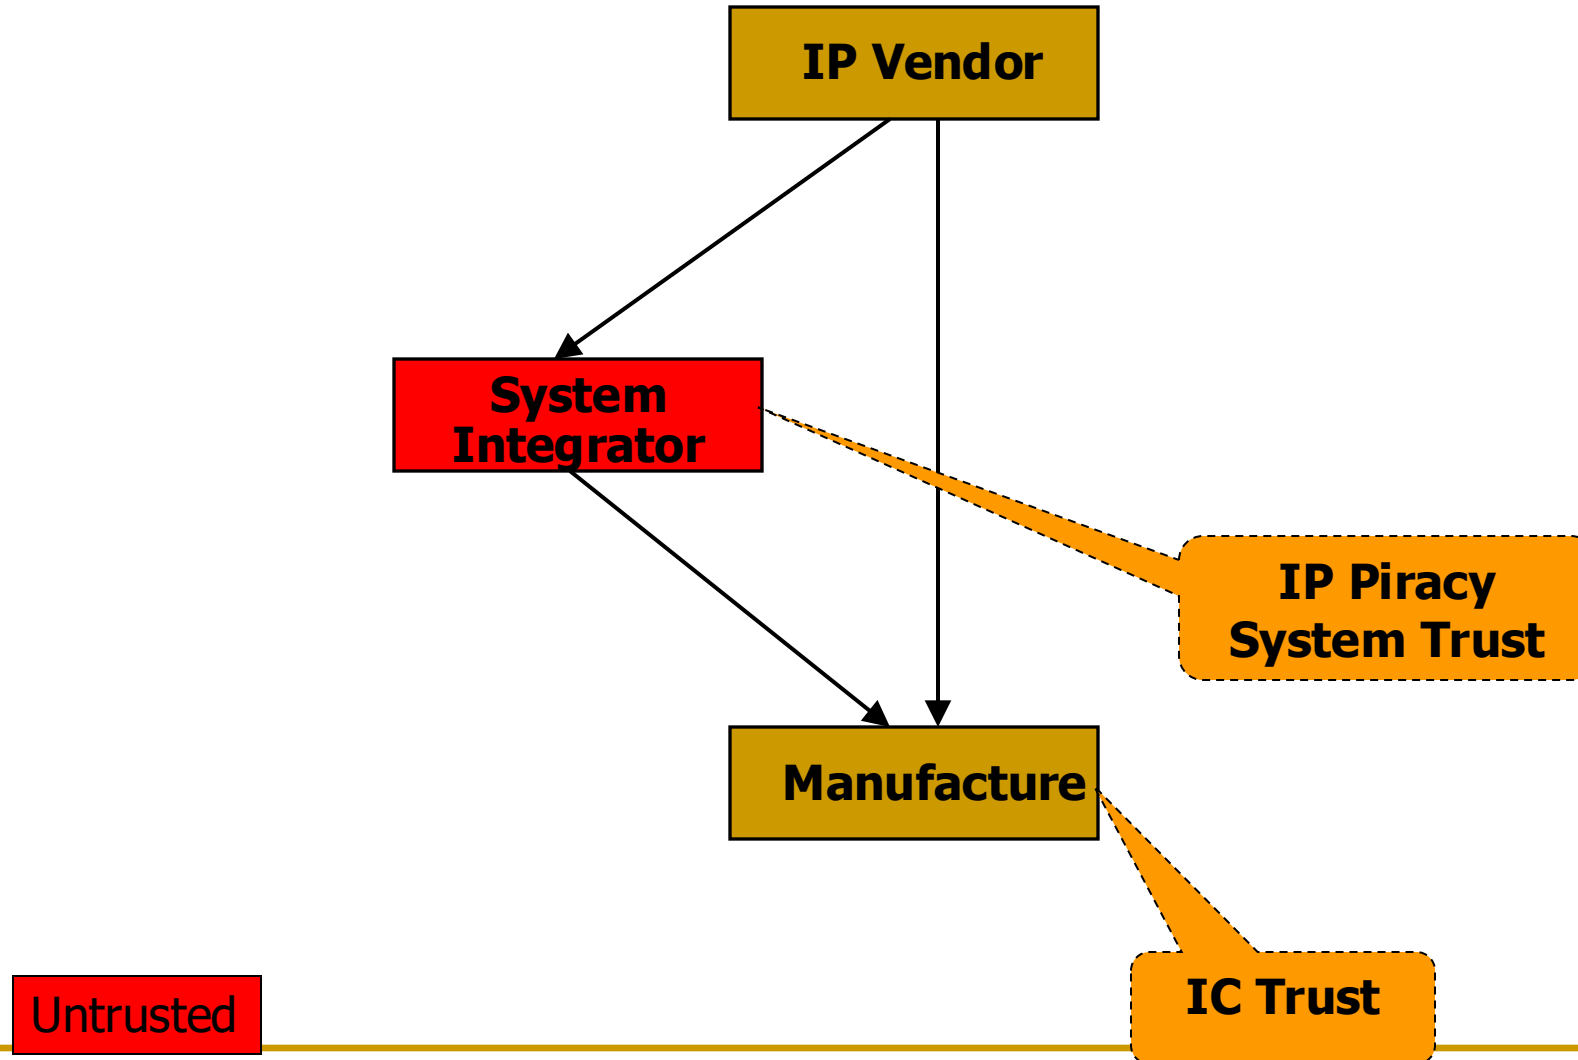 IP Vendor
System
Integrator
IP Piracy
System Trust
Manufacture
IC Trust
Untrusted